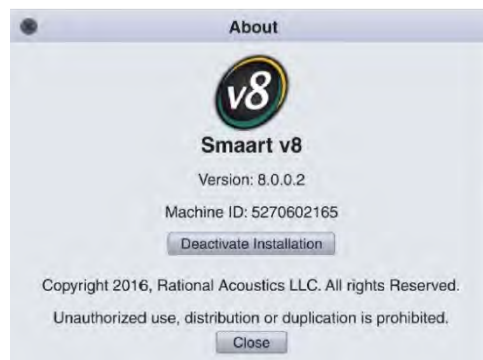 About
v8
Smaart v8
Version: 8.0.0.2
Machine ID: 5270602165
Deactivate Installation
Copyright 2016, Rational Acoustics LLC. All rights Reserved.
Unauthorized use, distribution or duplication is prohibited.
Close